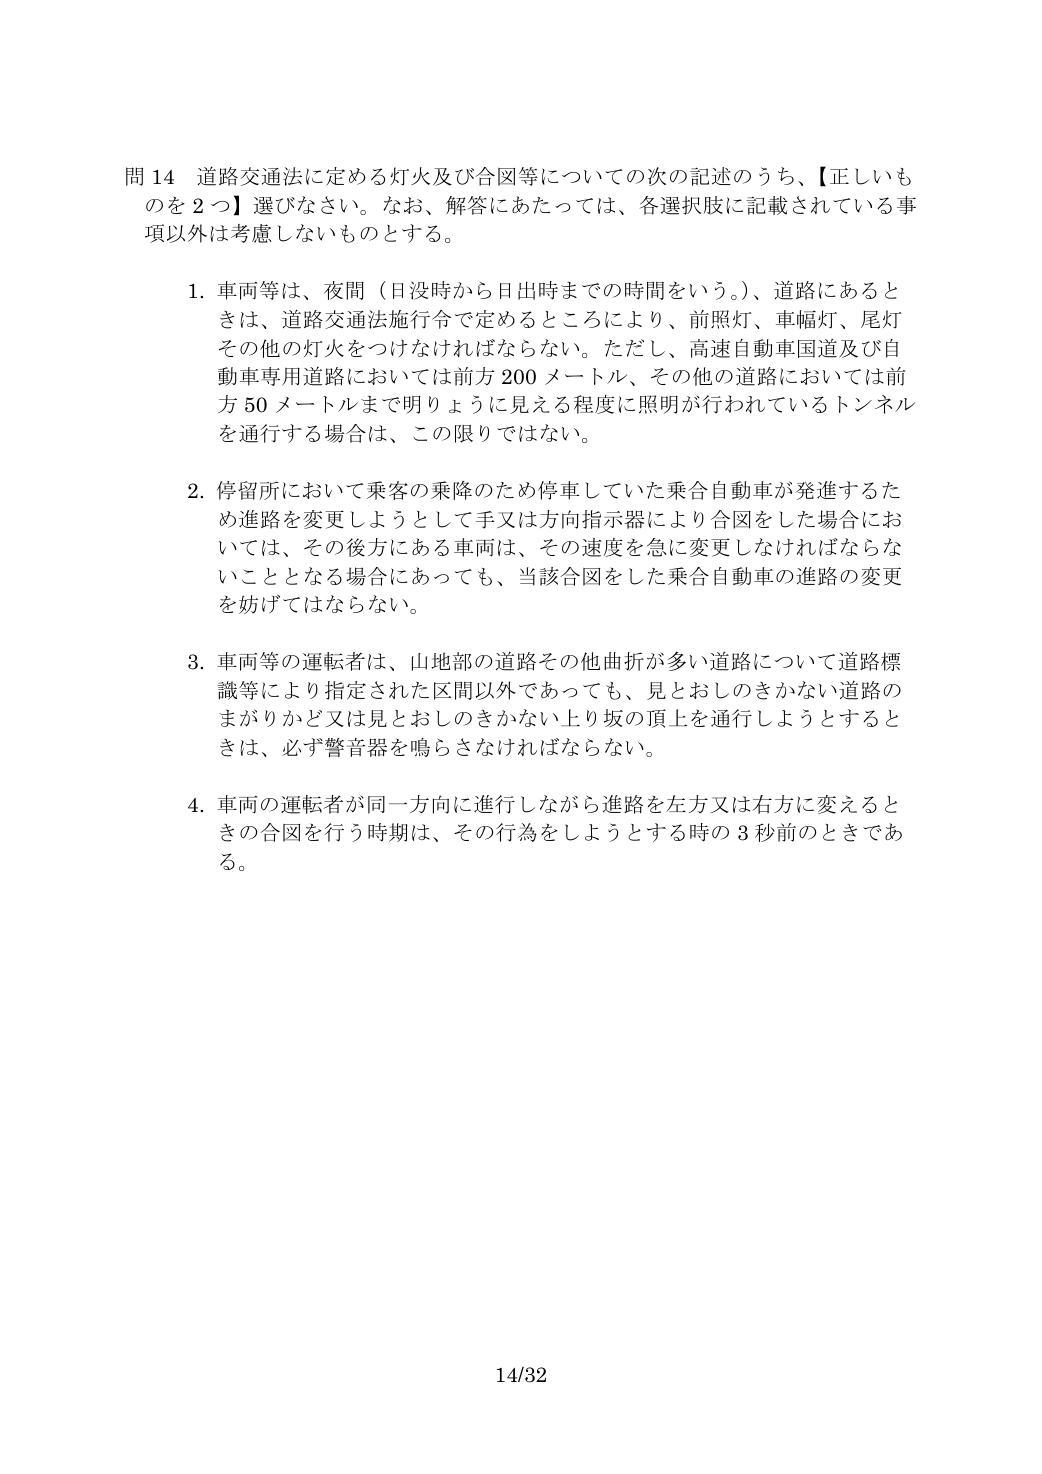 問 14　道路交通法に定める灯火及び合図等についての次の記述のうち、【正しいも
のを 2 つ】選びなさい。なお、解答にあたっては、各選択肢に記載されている事
項以外は考慮しないものとする。
1. 車両等は、夜間（日没時から日出時までの時間をいう。）、道路にあると
きは、道路交通法施行令で定めるところにより、前照灯、車幅灯、尾灯
その他の灯火をつけなければならない。ただし、高速自動車国道及び自
動車専用道路においては前方 200 メートル、その他の道路においては前
方 50 メートルまで明りょうに見える程度に照明が行われているトンネル
を通行する場合は、この限りではない。
2. 停留所において乗客の乗降のため停車していた乗合自動車が発進するた
め進路を変更しようとして手又は方向指示器により合図をした場合にお
いては、その後方にある車両は、その速度を急に変更しなければならな
いこととなる場合にあっても、当該合図をした乗合自動車の進路の変更
を妨げてはならない。
3. 車両等の運転者は、山地部の道路その他曲折が多い道路について道路標
識等により指定された区間以外であっても、見とおしのきかない道路の
まがりかど又は見とおしのきかない上り坂の頂上を通行しようとすると
きは、必ず警音器を鳴らさなければならない。
4. 車両の運転者が同一方向に進行しながら進路を左方又は右方に変えると
きの合図を行う時期は、その行為をしようとする時の 3 秒前のときであ
る。
14/32